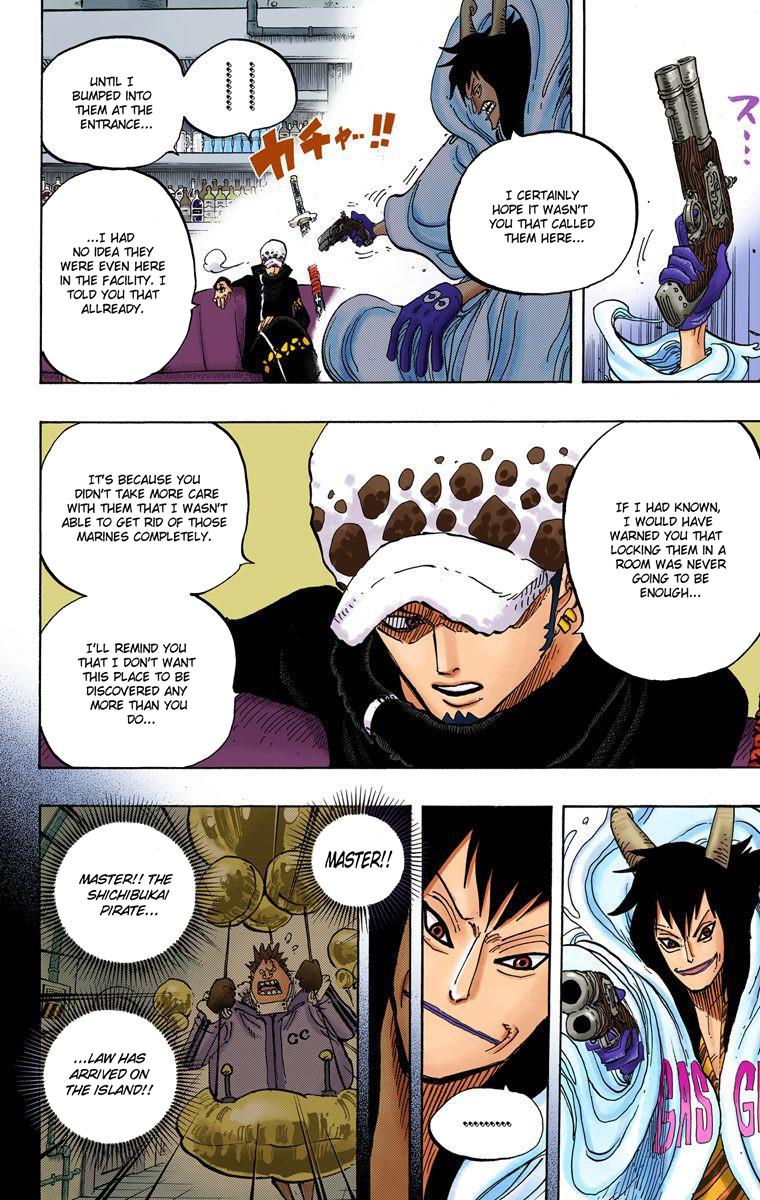 ス…
I CERTAINLY
HOPE IT WASN'T
YOU THAT CALLED
THEM HERE...
ガチャ…!!
UNTIL I
BUMPED INTO
THEM AT THE
ENTRANCE...
...I HAD
NO IDEA THEY
WERE EVEN HERE
IN THE FACILITY. I
TOLD YOU THAT
ALLREADY.
IF I HAD KNOWN,
I WOULD HAVE
WARNED YOU THAT
LOCKING THEM IN A
ROOM WAS NEVER
GOING TO BE
ENOUGH...
IT'S BECAUSE YOU
DIDN'T TAKE MORE CARE
WITH THEM THAT I WASN'T
ABLE TO GET RID OF THOSE
MARINES COMPLETELY.
I'LL REMIND YOU
THAT I DON'T WANT
THIS PLACE TO BE
DISCOVERED ANY
MORE THAN YOU
DO...
GAS
G
.........
MASTER!!
MASTER!! THE
SHICHIBUKAI
PIRATE...
CC
...LAW HAS
ARRIVED ON
THE ISLAND!!